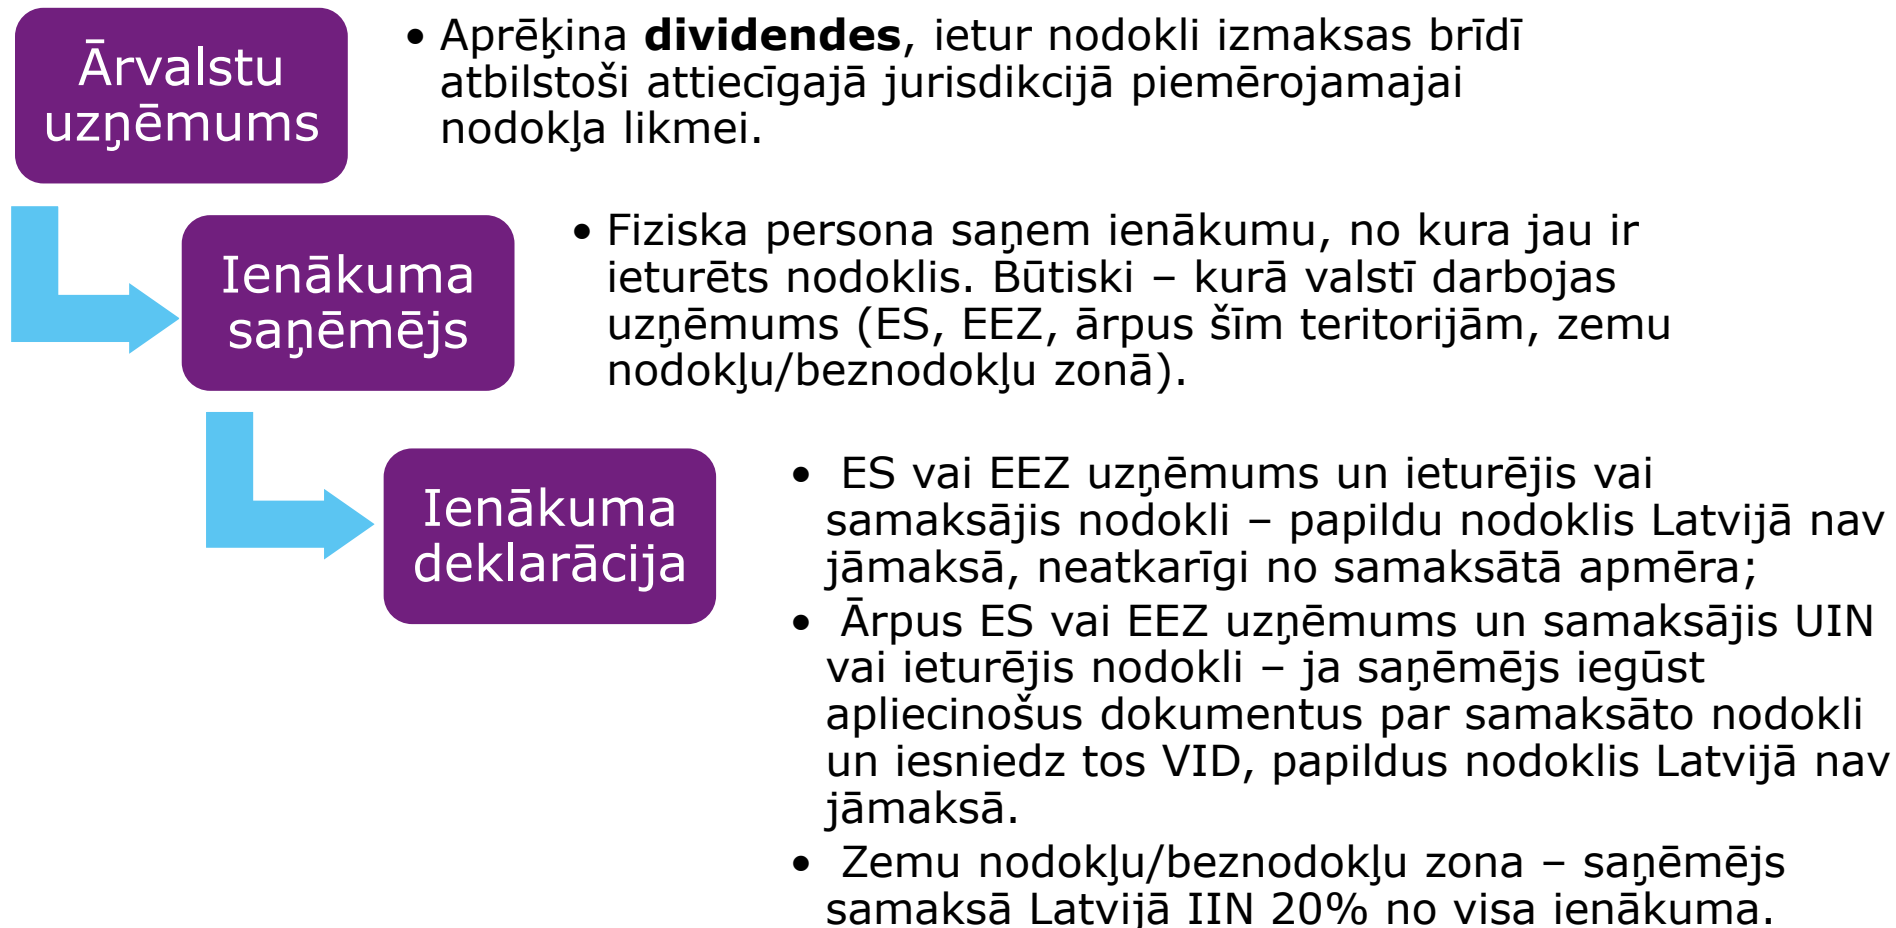 Ārvalstu
uzņēmums
• Aprēķina dividendes, ietur nodokli izmaksas brīdī
atbilstoši attiecīgajā jurisdikcijā piemērojamajai
nodokļa likmei.
Ienākuma
saņēmējs
• Fiziska persona saņem ienākumu, no kura jau ir
ieturēts nodoklis. Būtiski – kurā valstī darbojas
uzņēmums (ES, EEZ, ārpus šīm teritorijām, zemu
nodokļu/beznodokļu zonā).
Ienākuma
deklarācija
• ES vai EEZ uzņēmums un ieturējis vai
samaksājis nodokli – papildu nodoklis Latvijā nav
jāmaksā, neatkarīgi no samaksātā apmēra;
• Ārpus ES vai EEZ uzņēmums un samaksājis UIN
vai ieturējis nodokli – ja saņēmējs iegūst
apliecinošus dokumentus par samaksāto nodokli
un iesniedz tos VID, papildus nodoklis Latvijā nav
jāmaksā.
• Zemu nodokļu/beznodokļu zona – saņēmējs
samaksā Latvijā IIN 20% no visa ienākuma.